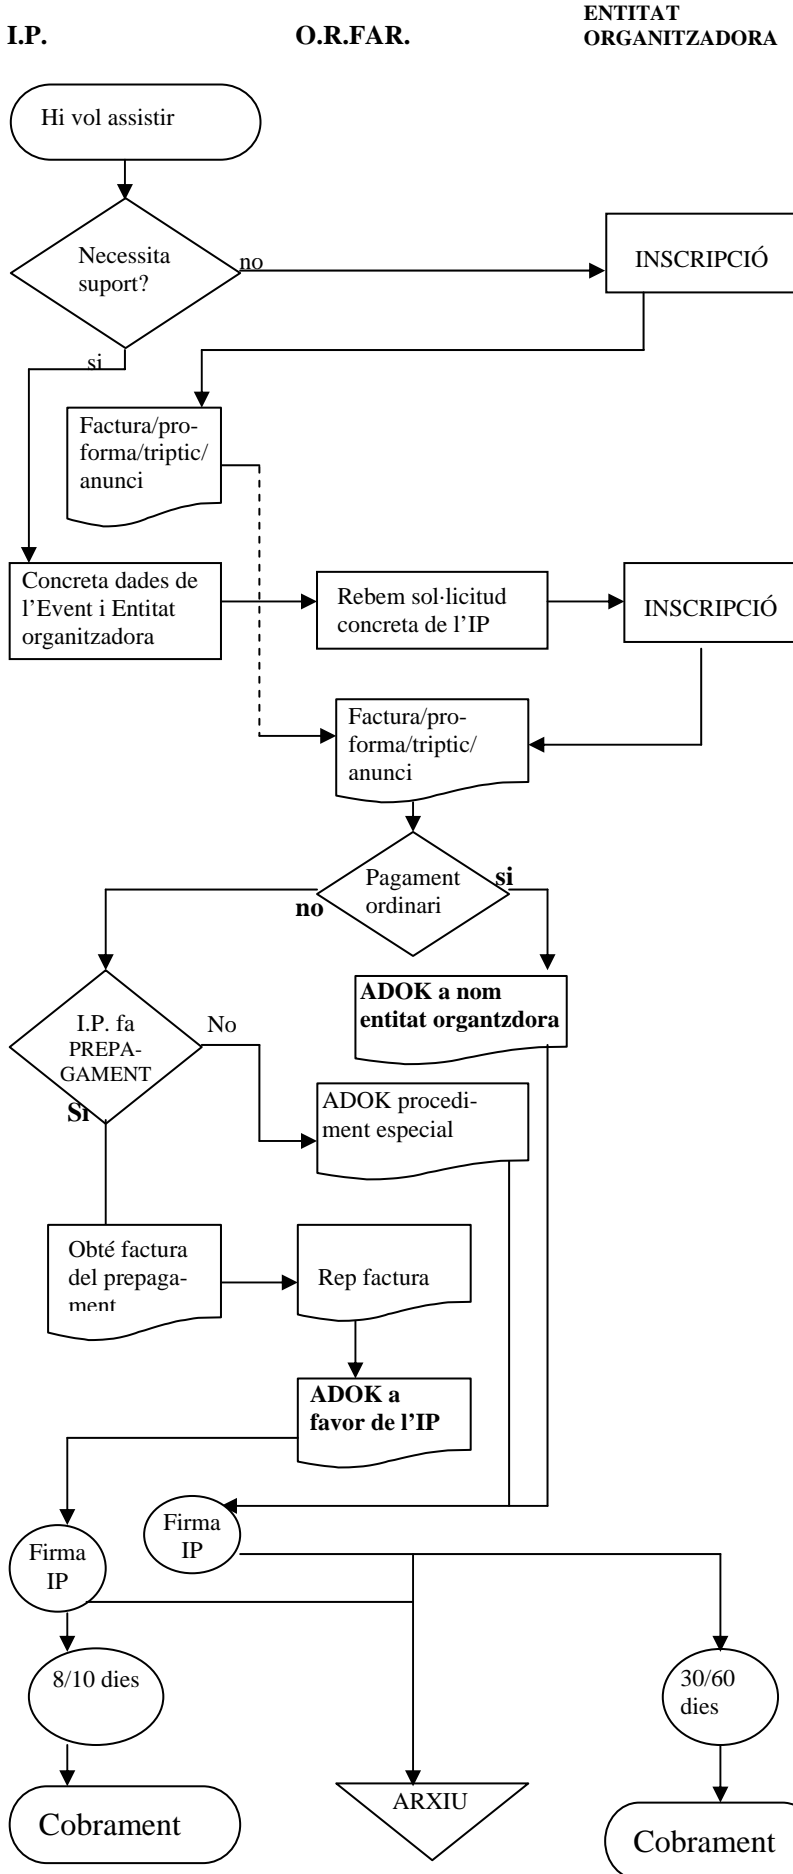 ENTITAT
I.P. O.R.FAR. ORGANITZADORA
Hi vol assistir
Necessita
suport?
no
INSCRIPCIÓ
si
Factura/pro-
forma/triptic/
anunci
Concreta dades de
l’Event i Entitat
organitzadora
Rebem sol·licitud
concreta de l’IP
INSCRIPCIÓ
Factura/pro-
forma/triptic/
anunci
Pagament
ordinari
si
no
ADOK a nom
entitat organtzdora
I.P. fa
PREPA-
GAMENT
No
Si
ADOK procedi-
ment especial
Obté factura
del prepaga-
ment
Rep factura
ADOK a
favor de l’IP
Firma
IP
Firma
IP
8/10 dies
30/60
dies
Cobrament
ARXIU
Cobrament